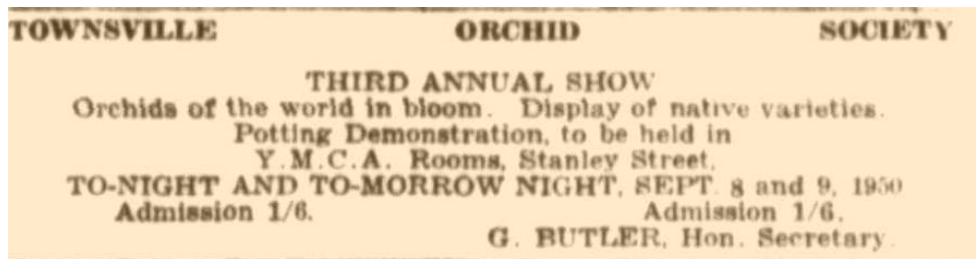 TOWNSVILLE ORCHID SOCIETY
THIRD ANNUAL SHOW
Orchids of the world in bloom. Display of native varieties.
Potting Demonstration, to be held in
Y.M.C.A. Rooms, Stanley Street,
TO-NIGHT AND TO-MORROW NIGHT, SEPT. 8 and 9, 1950
Admission 1/6. Admission 1/6.
G. BUTLER, Hon. Secretary.